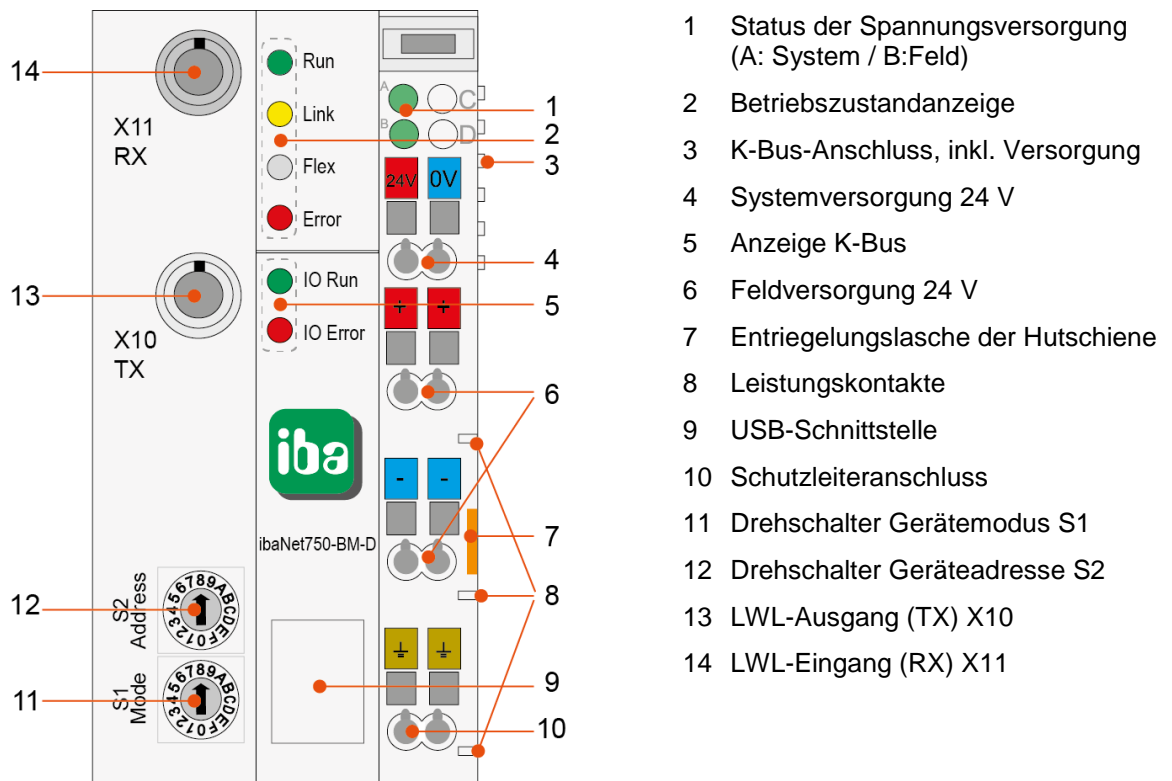 14
X11
RX
13
X10
TX
12
S2
Address
456789ABCDEF0123
11
S1
Mode
456789ABCDEF0123
Run
Link
Flex
Error
IO Run
IO Error
iba
ibaNet750-BM-D
A
C
B
D
24V
0V
+
+
-
-
1
2
3
4
5
6
7
8
9
10
1 Status der Spannungsversorgung
(A: System / B:Feld)
2 Betriebszustandanzeige
3 K-Bus-Anschluss, inkl. Versorgung
4 Systemversorgung 24 V
5 Anzeige K-Bus
6 Feldversorgung 24 V
7 Entriegelungslasche der Hutschiene
8 Leistungskontakte
9 USB-Schnittstelle
10 Schutzleiteranschluss
11 Drehschalter Gerätemodus S1
12 Drehschalter Geräteadresse S2
13 LWL-Ausgang (TX) X10
14 LWL-Eingang (RX) X11